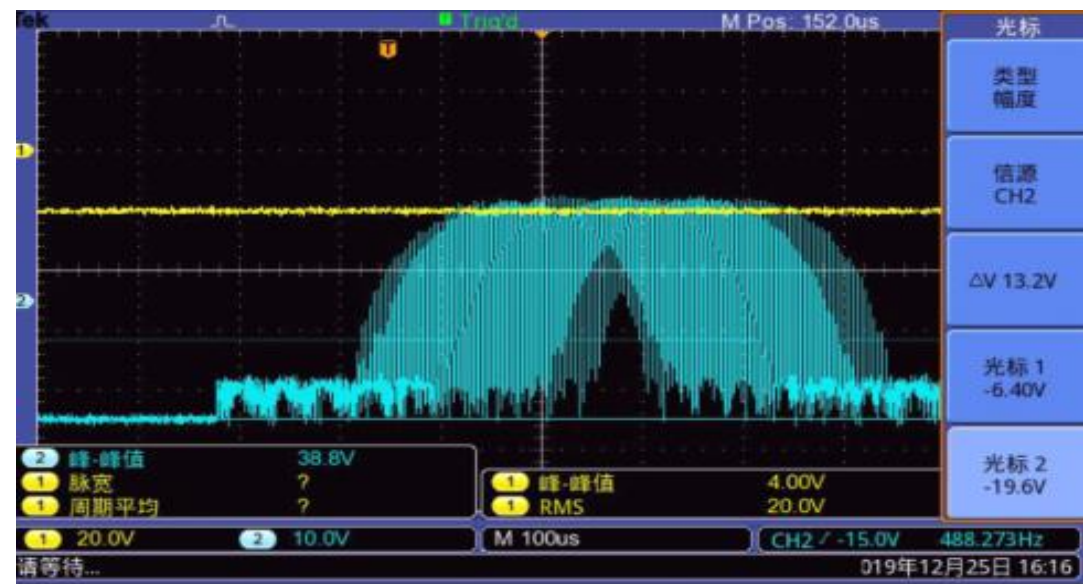 Tek Trig'd M Pos: 152.0us
光标
类型
幅度
信源
CH2
△V 13.2V
光标 1
-6.40V
光标 2
-19.6V
T
1
2
2 峰-峰值 38.8V
1 脉宽 ?
1 周期平均 ?
1 峰-峰值 4.00V
1 RMS 20.0V
1 20.0V 2 10.0V M 100us CH2 -15.0V 488.273Hz
请等待... 019年12月25日 16:16